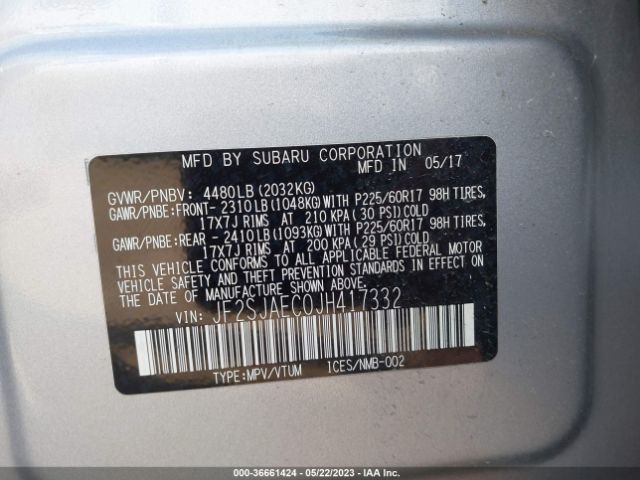 MFD BY SUBARU CORPORATION
MFD IN 05/17
GVWR/PNBV: 4480LB(2032KG)
GAWR/PNBE:FRONT- 2310LB(1048KG)WITH P225/60R17 98H TIRES,
17X7J RIMS AT 210 KPA(30 PSI)COLD
GAWR/PNBE:REAR - 2410LB(1093KG)WITH P225/60R17 98H TIRES,
17X7J RIMS AT 200 KPA(29 PSI)COLD
THIS VEHICLE CONFORMS TO ALL APPLICABLE FEDERAL MOTOR
VEHICLE SAFETY AND THEFT PREVENTION STANDARDS IN EFFECT ON
THE DATE OF MANUFACTURE SHOWN ABOVE.
VIN: JF2SJAEC0JH417332
TYPE:MPV/VTUM 1CES/NMB-002
000-36661424 - 05/22/2023 - IAA Inc.